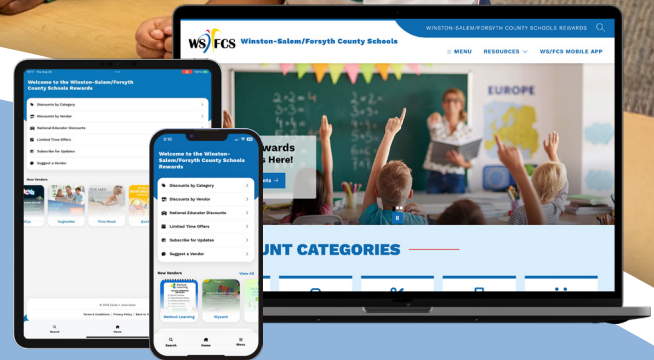 WINSTON-SALEM/FORSYTH COUNTY SCHOOLS REWARDS
WS/FCS Winston-Salem/Forsyth County Schools
MENU RESOURCES WS/FCS MOBILE APP
EUROPE
wards
s Here!
NT CATEGORIES
Welcome to the Winston-Salem/Forsyth
County Schools Rewards
Discounts by Category
Discounts by Vendor
National Educator Discounts
Limited Time Offers
Subscribe for Updates
Suggest a Vendor
New Vendors
Search
Home
Welcome to the Winston-
Salem/Forsyth County Schools
Rewards
Discounts by Category
Discounts by Vendor
National Educator Discounts
Limited Time Offers
Subscribe for Updates
Suggest a Vendor
New Vendors View All
Method Learning
Wyzant
Search Home Menu